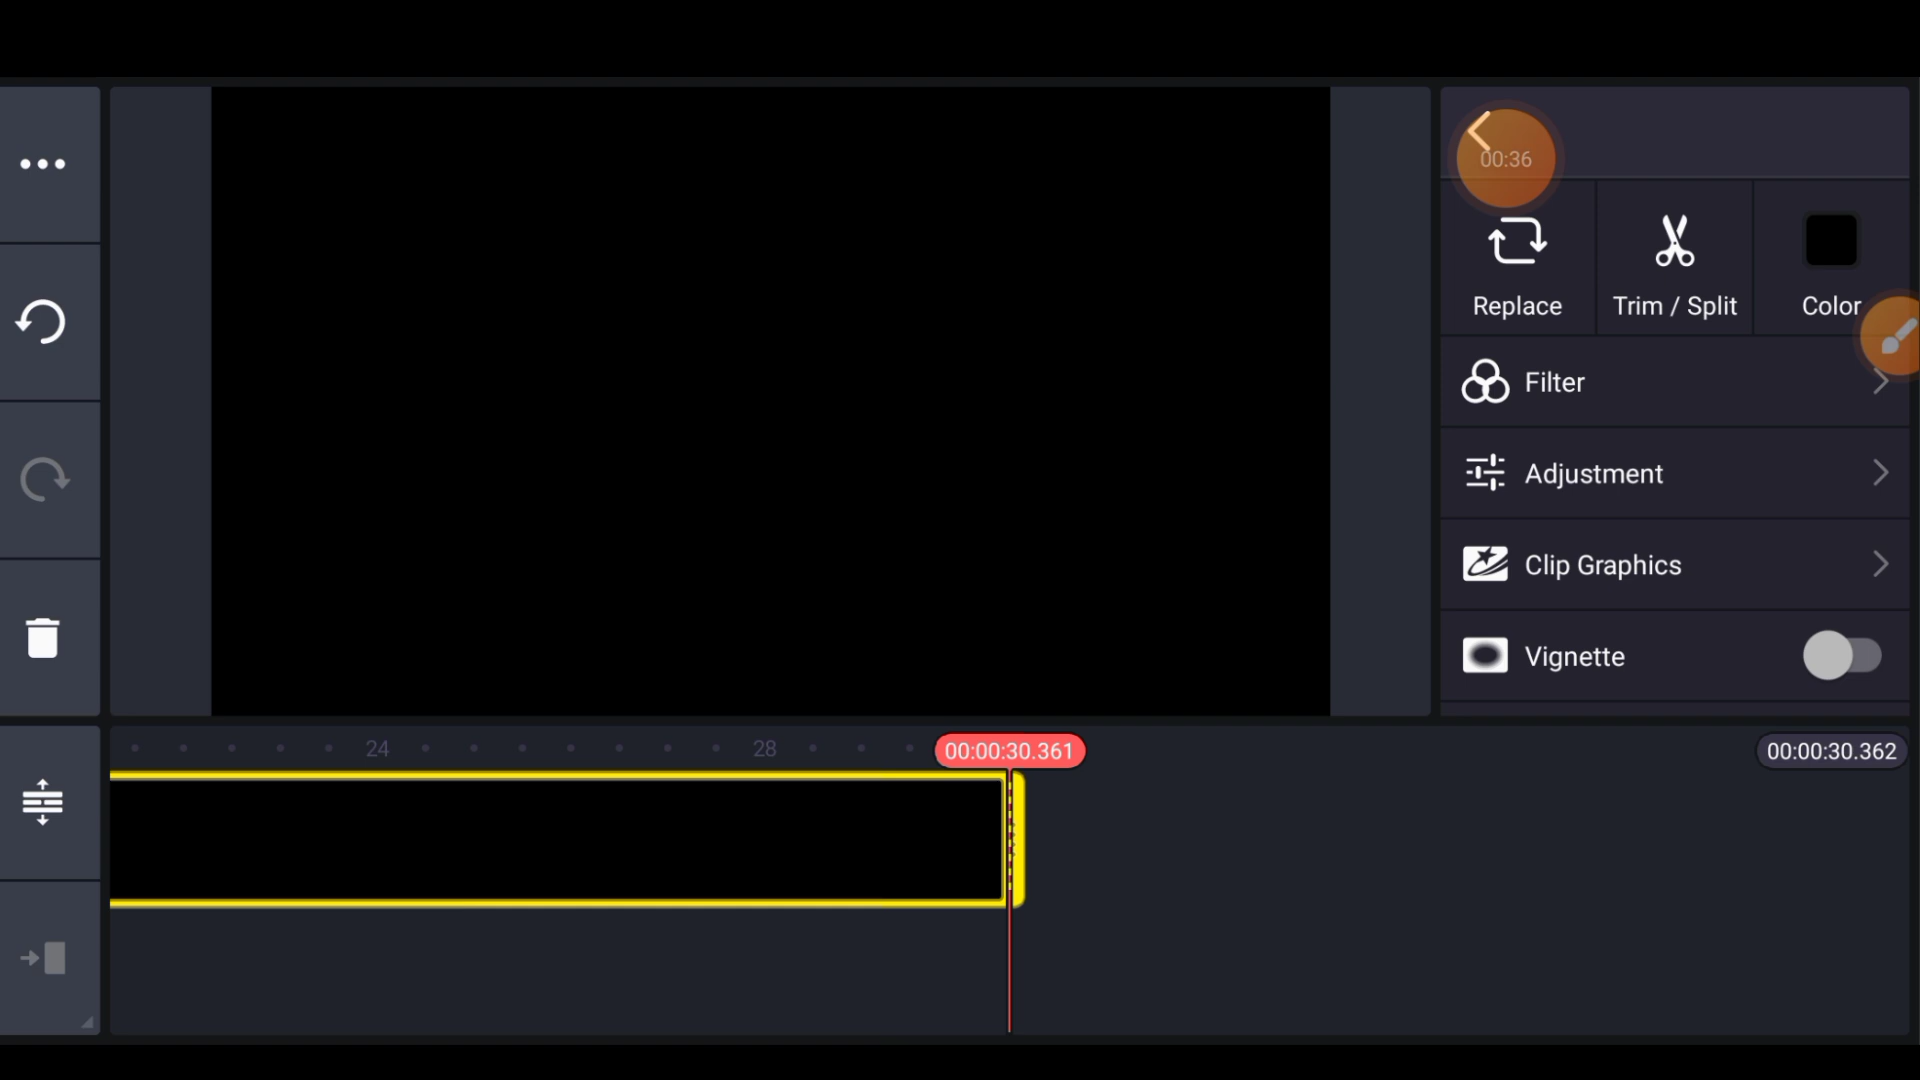 00:36
Replace
Trim / Split
Color
Filter
Adjustment
Clip Graphics
Vignette
24
28
00:00:30.361
00:00:30.362